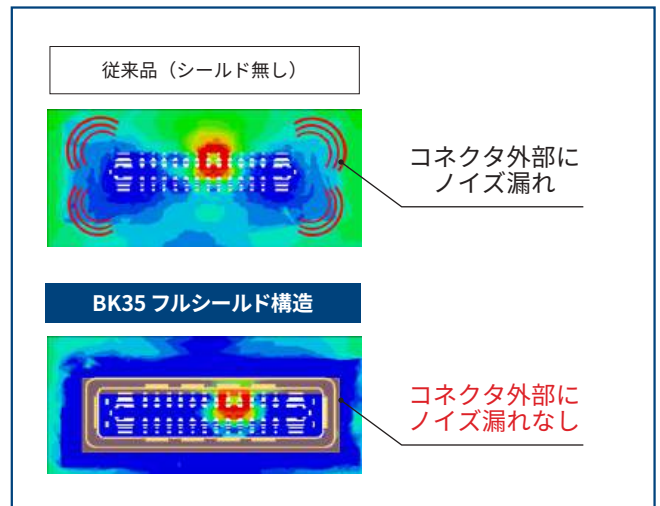 従来品（シールド無し）
コネクタ外部に
ノイズ漏れ
BK35 フルシールド構造
コネクタ外部に
ノイズ漏れなし